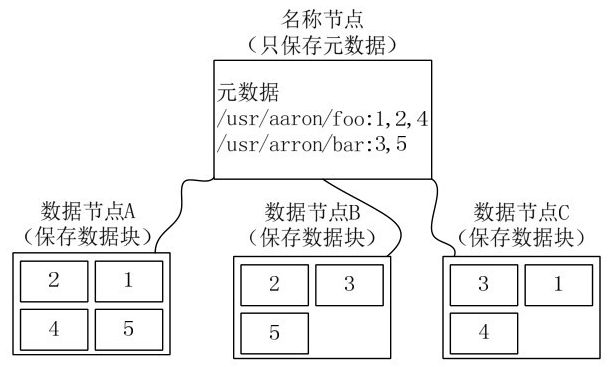 名称节点
（只保存元数据）
元数据
/usr/aaron/foo:1,2,4
/usr/arron/bar:3,5
数据节点A
（保存数据块）
2 1
4 5
数据节点B
（保存数据块）
2 3
5
数据节点C
（保存数据块）
3 1
4